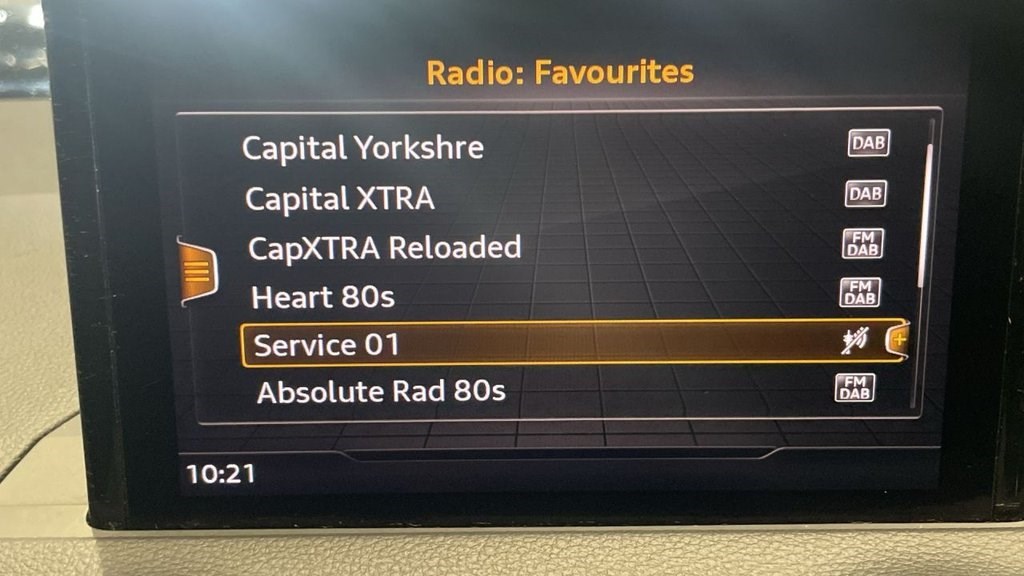 Radio: Favourites
Capital Yorkshre DAB
Capital XTRA DAB
CapXTRA Reloaded FM DAB
Heart 80s FM DAB
Service 01
Absolute Rad 80s FM DAB
10:21